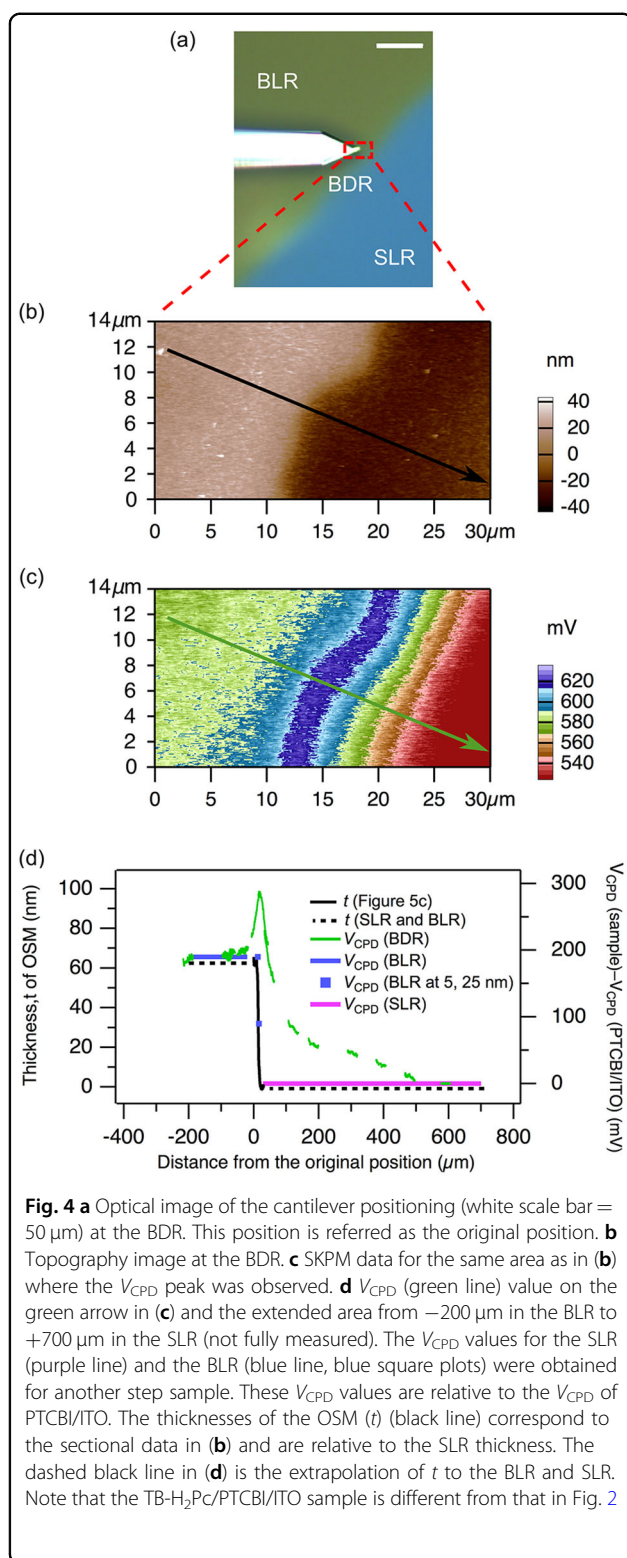 (a)
BLR
BDR
SLR
(b)
14μm
12
10
8
6
4
2
0
0 5 10 15 20 25 30μm
nm
40
20
0
-20
-40
(c)
14μm
12
10
8
6
4
2
0
0 5 10 15 20 25 30μm
mV
620
600
580
560
540
(d)
Thickness,t of OSM (nm)
100
80
60
40
20
0
t (Figure 5c)
t (SLR and BLR)
VCPD (BDR)
VCPD (BLR)
VCPD (BLR at 5, 25 nm)
VCPD (SLR)
300
200
100
0
VCPD (sample)–VCPD (PTCBI/ITO) (mV)
-400 -200 0 200 400 600 800
Distance from the original position (μm)
Fig. 4 a Optical image of the cantilever positioning (white scale bar =
50 μm) at the BDR. This position is referred as the original position. b
Topography image at the BDR. c SKPM data for the same area as in (b)
where the VCPD peak was observed. d VCPD (green line) value on the
green arrow in (c) and the extended area from −200 μm in the BLR to
+700 μm in the SLR (not fully measured). The VCPD values for the SLR
(purple line) and the BLR (blue line, blue square plots) were obtained
for another step sample. These VCPD values are relative to the VCPD of
PTCBI/ITO. The thicknesses of the OSM (t) (black line) correspond to
the sectional data in (b) and are relative to the SLR thickness. The
dashed black line in (d) is the extrapolation of t to the BLR and SLR.
Note that the TB-H2Pc/PTCBI/ITO sample is different from that in Fig. 2